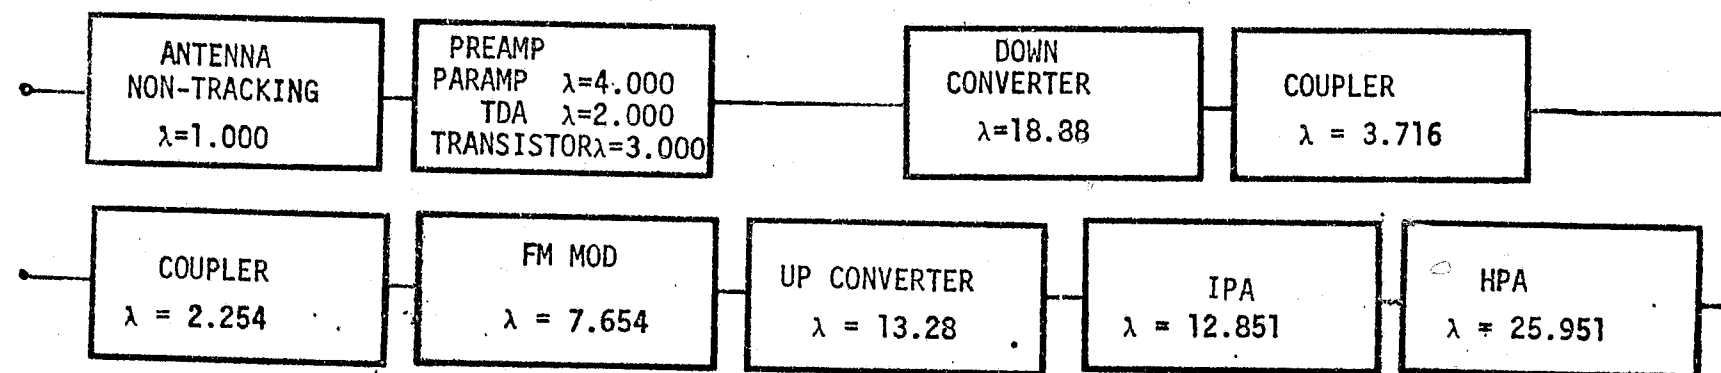 ANTENNA
NON-TRACKING
λ=1.000
PREAMP
PARAMP λ=4.000
TDA λ=2.000
TRANSISTORλ=3.000
DOWN
CONVERTER
λ=18.88
COUPLER
λ = 3.716
COUPLER
λ = 2.254
FM MOD
λ = 7.654
UP CONVERTER
λ = 13.28
IPA
λ = 12.851
HPA
λ = 25.951